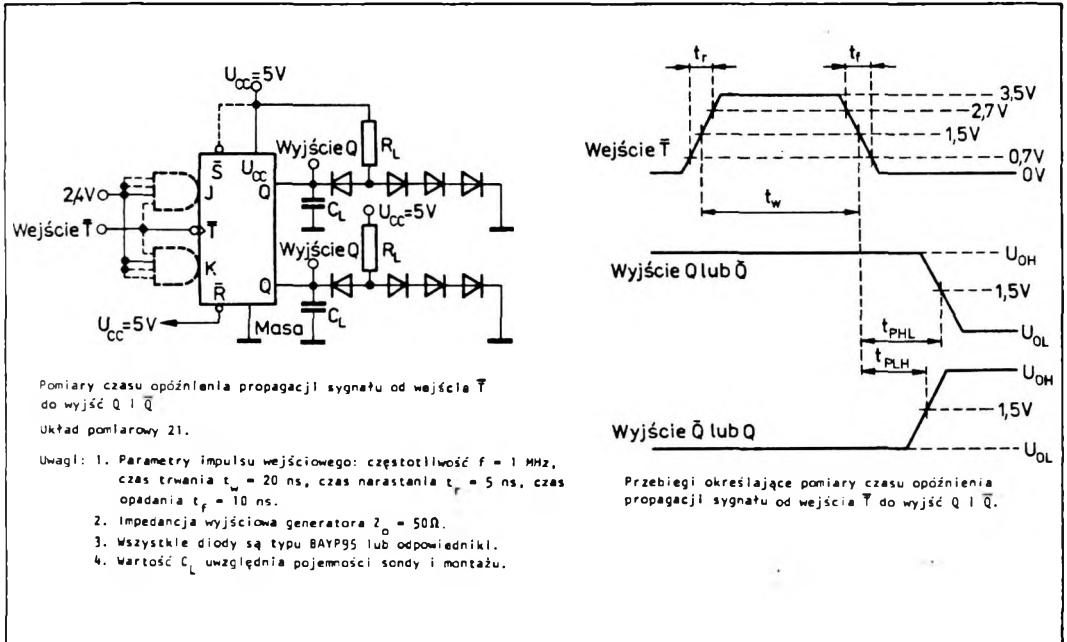 U_CC=5V
Wyjście Q
R_L
S̄
U_CC
J
Q
2,4V
C_L
U_CC=5V
Wejście T̄
T̄
Wyjście Q
R_L
K
Q
R̄
C_L
U_CC=5V
Masa
Pomiary czasu opóźnienia propagacji sygnału od wejścia T̄
do wyjść Q i Q̄
Układ pomiarowy 21.
Uwagi: 1. Parametry impulsu wejściowego: częstotliwość f = 1 MHz,
czas trwania t_w = 20 ns, czas narastania t_r = 5 ns, czas
opadania t_f = 10 ns.
2. Impedancja wyjściowa generatora Z_o = 50Ω.
3. Wszystkie diody są typu BAYP95 lub odpowiedniki.
4. Wartość C_L uwzględnia pojemności sondy i montażu.
t_r
t_f
3,5V
2,7V
1,5V
Wejście T̄
0,7V
0V
t_w
U_OH
Wyjście Q lub Q̄
1,5V
t_PHL
U_OL
t_PLH
U_OH
1,5V
Wyjście Q̄ lub Q
U_OL
Przebiegi określające pomiary czasu opóźnienia
propagacji sygnału od wejścia T̄ do wyjść Q i Q̄.